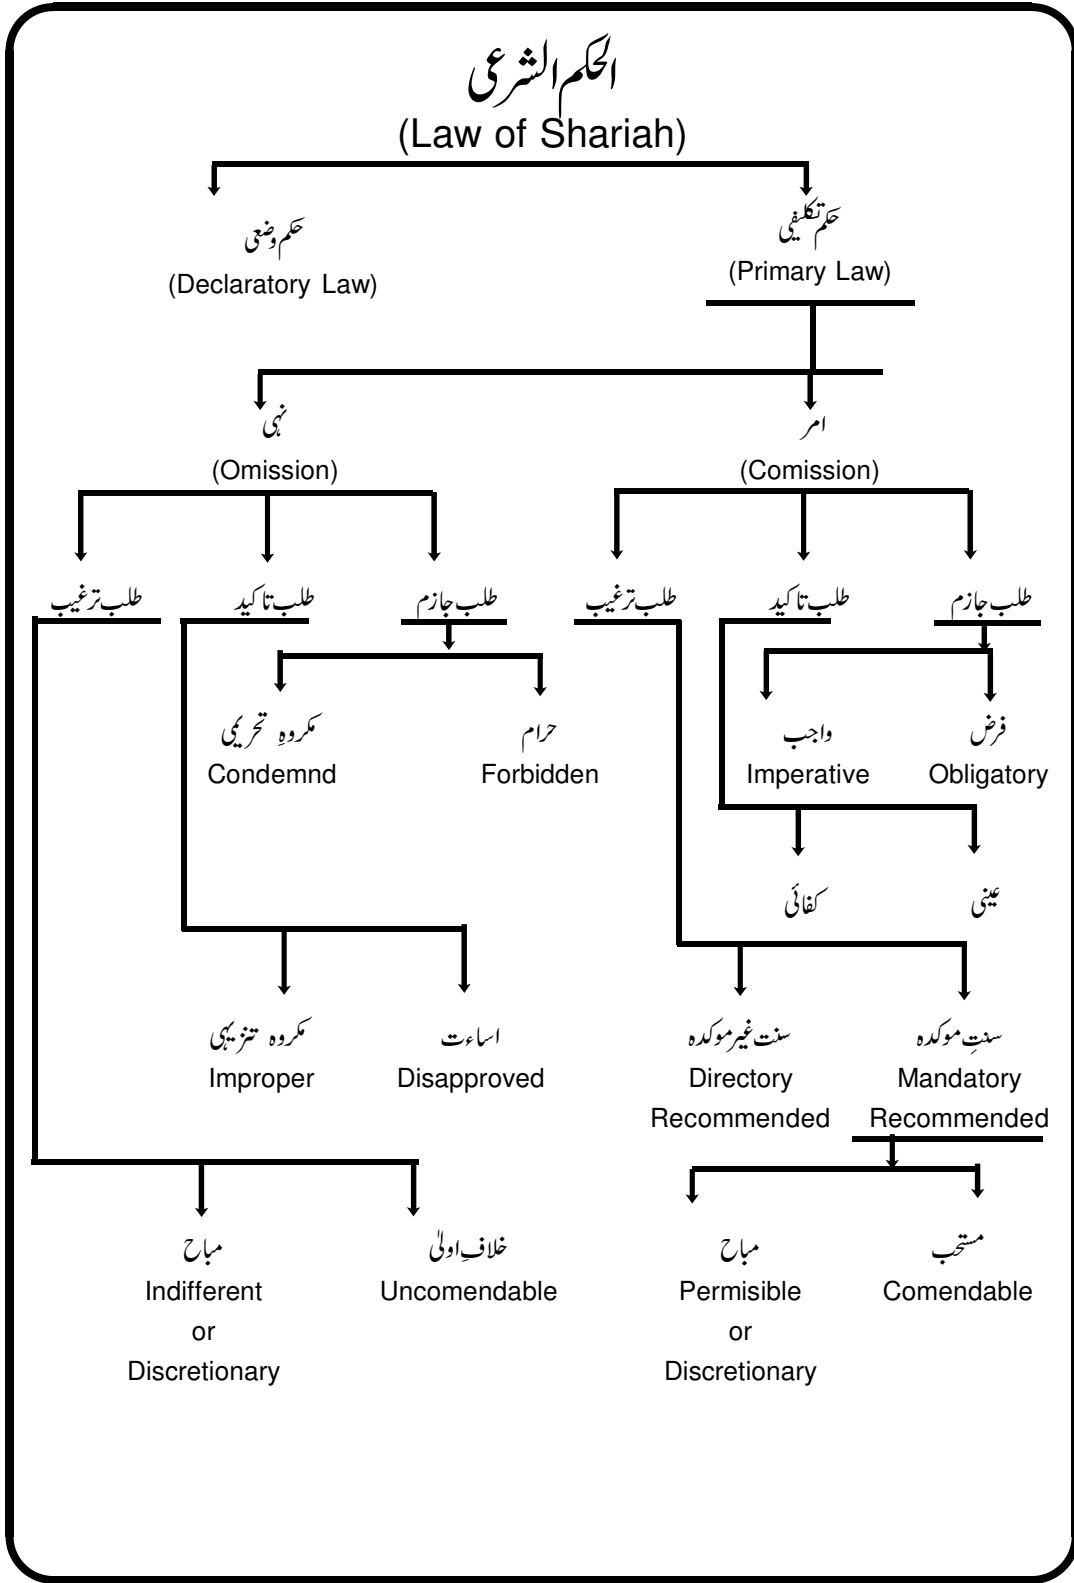 الحکم الشرعی
(Law of Shariah)
حکم تکلیفی
(Primary Law)
حکم وضعی
(Declaratory Law)
امر
(Comission)
نہی
(Omission)
طلب جازم
طلب تاکید
طلب ترغیب
طلب جازم
طلب تاکید
طلب ترغیب
فرض
Obligatory
واجب
Imperative
حرام
Forbidden
مکروہِ تحریمی
Condemnd
عینی
کفائی
سنتِ موکدہ
Mandatory
Recommended
سنت غیر موکدہ
Directory
Recommended
اساءت
Disapproved
مکروہ تنزیہی
Improper
مستحب
Comendable
مباح
Permisible
or
Discretionary
خلافِ اولیٰ
Uncomendable
مباح
Indifferent
or
Discretionary